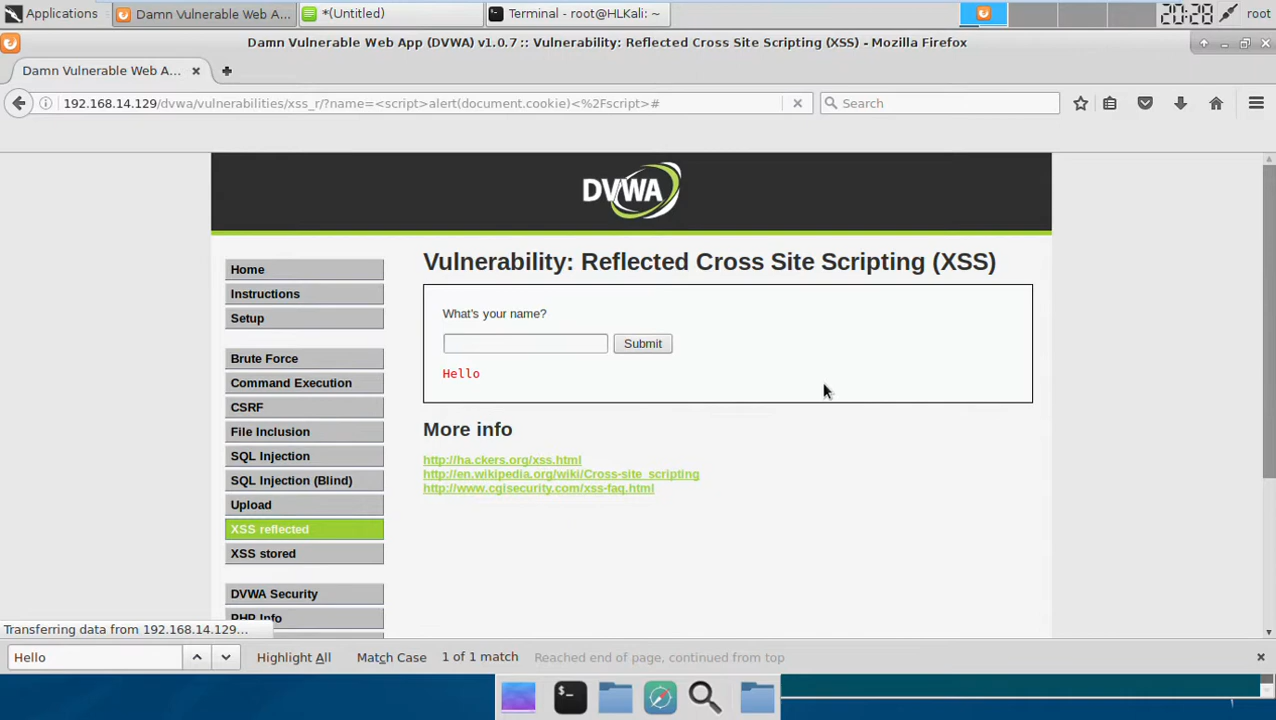 Applications
Damn Vulnerable Web A...
*(Untitled)
Terminal - root@HLKali: ~
20:28
root
Damn Vulnerable Web App (DVWA) v1.0.7 :: Vulnerability: Reflected Cross Site Scripting (XSS) - Mozilla Firefox
Damn Vulnerable Web A...
192.168.14.129/dvwa/vulnerabilities/xss_r/?name=<script>alert(document.cookie)<%2Fscript>#
Search
DVWA
Home
Instructions
Setup
Brute Force
Command Execution
CSRF
File Inclusion
SQL Injection
SQL Injection (Blind)
Upload
XSS reflected
XSS stored
DVWA Security
PHP Info
Vulnerability: Reflected Cross Site Scripting (XSS)
What's your name?
Submit
Hello
More info
http://ha.ckers.org/xss.html
http://en.wikipedia.org/wiki/Cross-site_scripting
http://www.cgisecurity.com/xss-faq.html
Transferring data from 192.168.14.129...
Hello
Highlight All
Match Case
1 of 1 match
Reached end of page, continued from top
$_